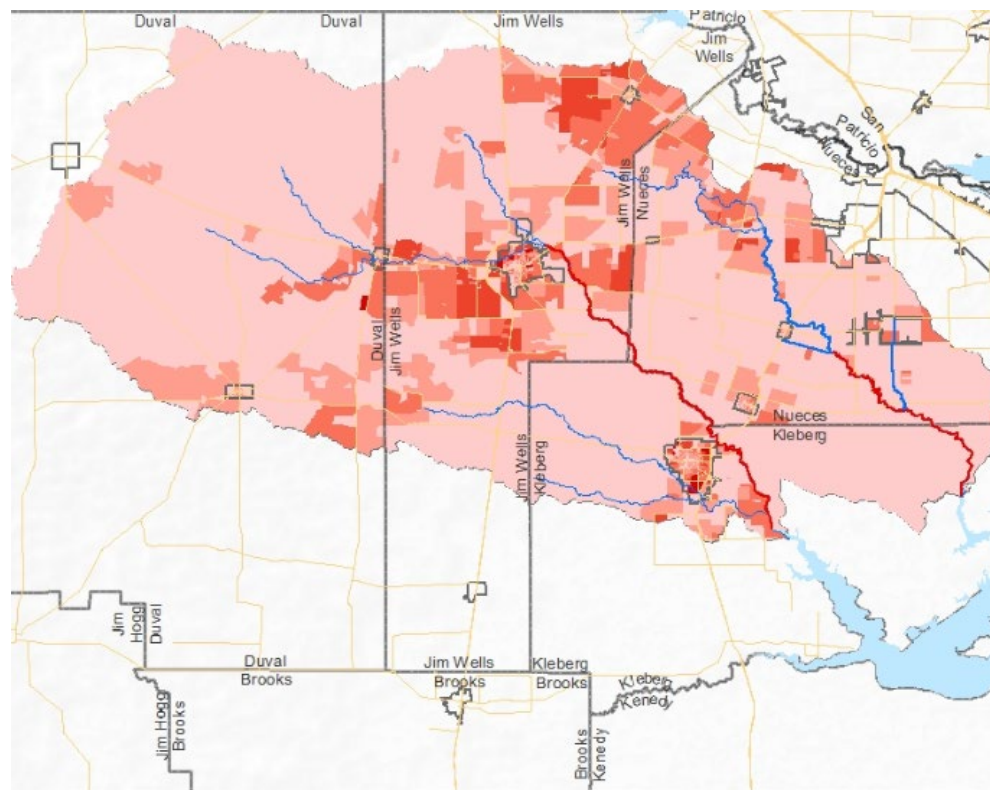 Duval
Duval
Jim Wells
Patricio
Jim
Wells
San
Patricio
Nueces
Jim Wells
Nueces
Duval
Jim Wells
Nueces
Kleberg
Jim Wells
Kleberg
Jim
Hogg
Duval
Duval
Brooks
Jim Wells
Brooks
Kleberg
Brooks
Kleberg
Kenedy
Jim Hogg
Brooks
Brooks
Kenedy